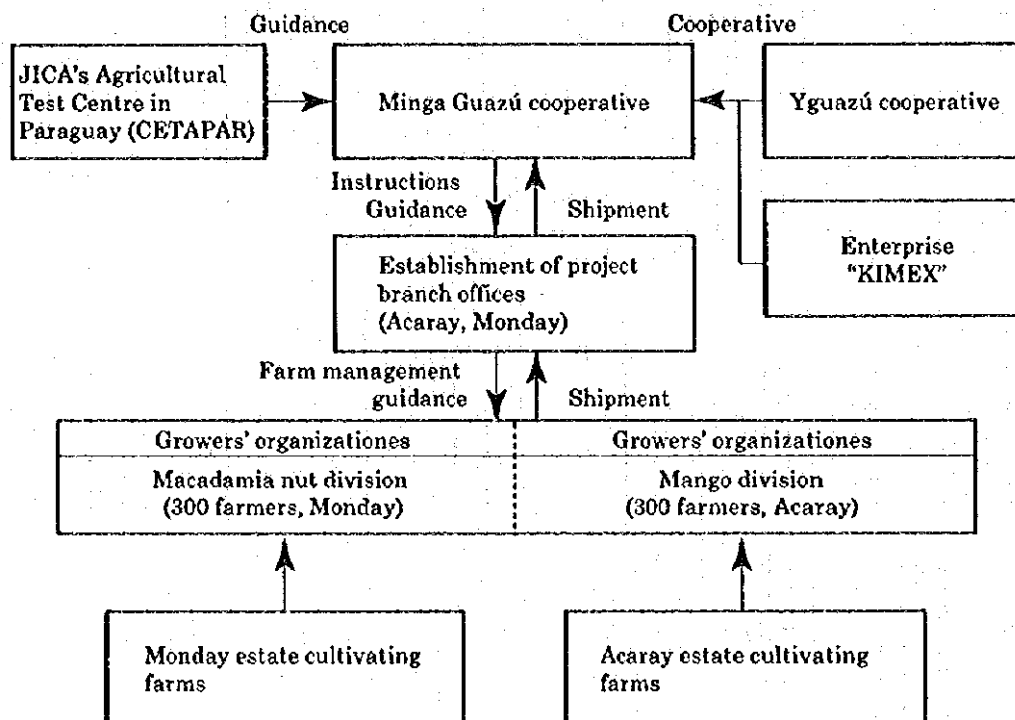 Guidance
Cooperative
JICA's Agricultural
Test Centre in
Paraguay (CETAPAR)
Minga Guazú cooperative
Yguazú cooperative
Instructions
Guidance
Shipment
Enterprise
"KIMEX"
Establishment of project
branch offices
(Acaray, Monday)
Farm management
guidance
Shipment
Growers' organizationes
Growers' organizationes
Macadamia nut division
(300 farmers, Monday)
Mango division
(300 farmers, Acaray)
Monday estate cultivating
farms
Acaray estate cultivating
farms